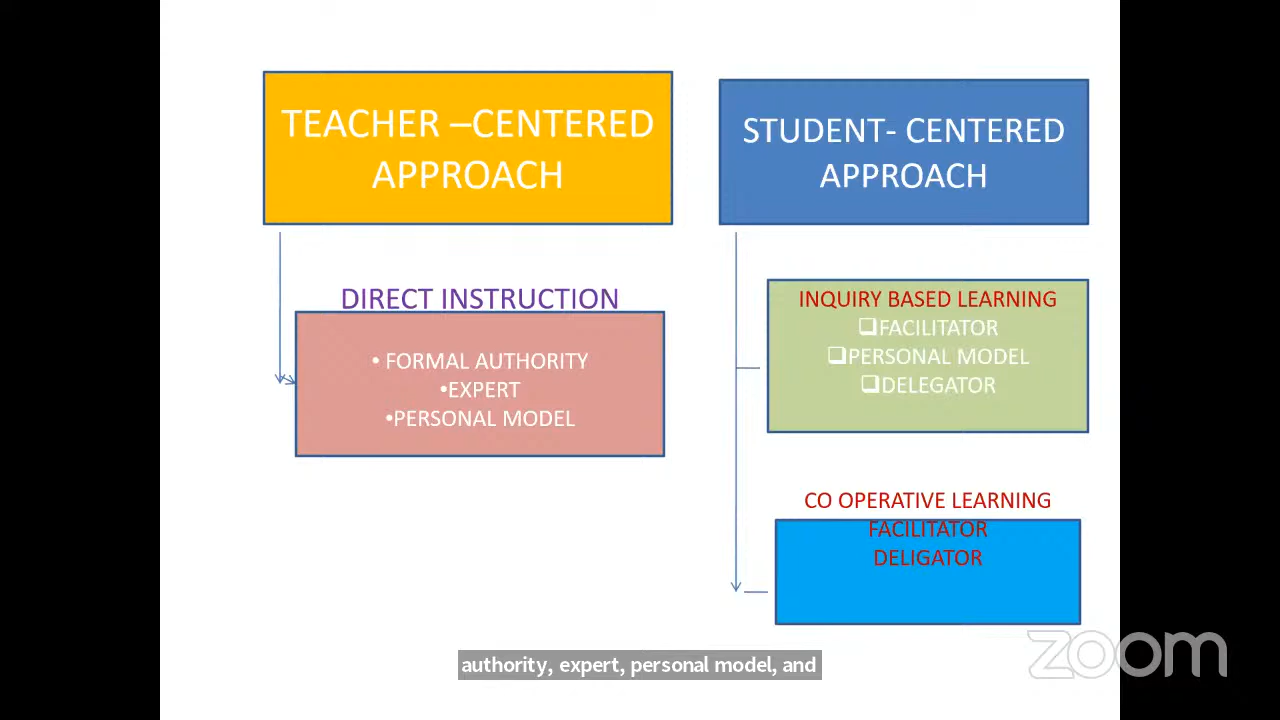 TEACHER –CENTERED
APPROACH
DIRECT INSTRUCTION
• FORMAL AUTHORITY
•EXPERT
•PERSONAL MODEL
STUDENT- CENTERED
APPROACH
INQUIRY BASED LEARNING
❑FACILITATOR
❑PERSONAL MODEL
❑DELEGATOR
CO OPERATIVE LEARNING
FACILITATOR
DELIGATOR
authority, expert, personal model, and
zoom